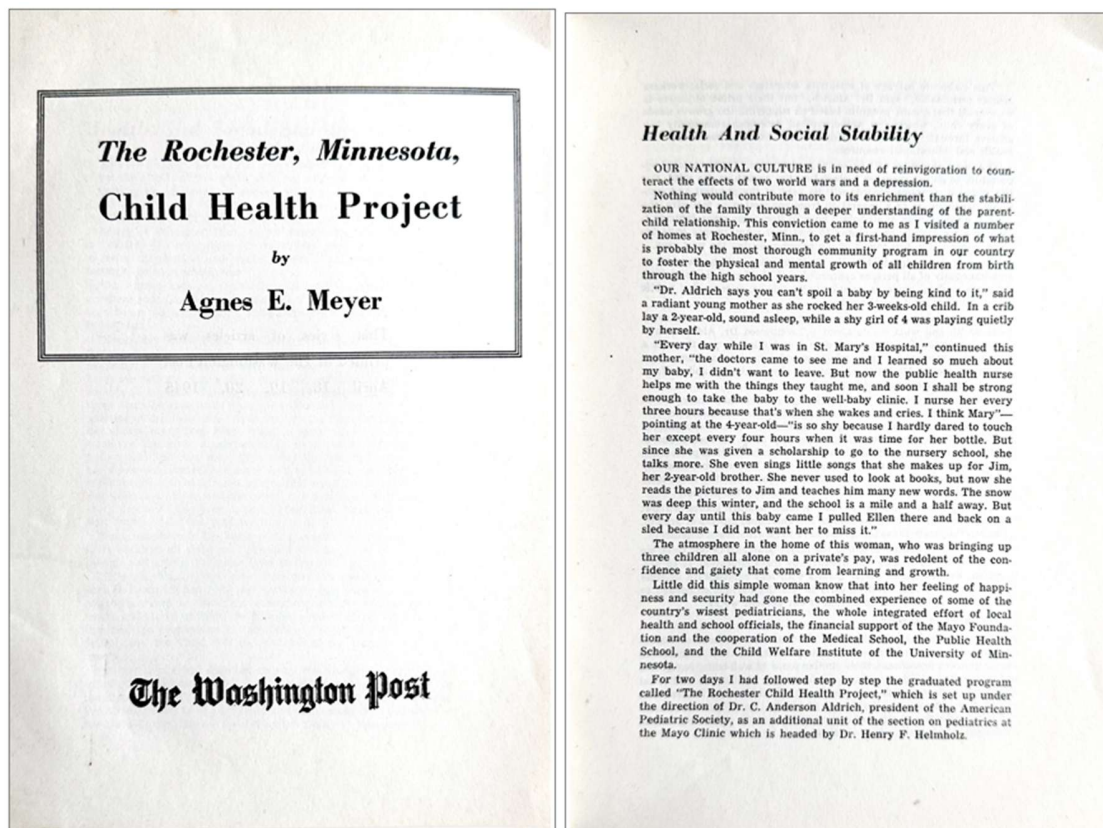 The Rochester, Minnesota,
Child Health Project
by
Agnes E. Meyer
The Washington Post
Health And Social Stability
OUR NATIONAL CULTURE is in need of reinvigoration to coun-
teract the effects of two world wars and a depression.
Nothing would contribute more to its enrichment than the stabili-
zation of the family through a deeper understanding of the parent-
child relationship. This conviction came to me as I visited a number
of homes at Rochester, Minn., to get a first-hand impression of what
is probably the most thorough community program in our country
to foster the physical and mental growth of all children from birth
through the high school years.
"Dr. Aldrich says you can't spoil a baby by being kind to it," said
a radiant young mother as she rocked her 3-weeks-old child. In a crib
lay a 2-year-old, sound asleep, while a shy girl of 4 was playing quietly
by herself.
"Every day while I was in St. Mary's Hospital," continued this
mother, "the doctors came to see me and I learned so much about
my baby, I didn't want to leave. But now the public health nurse
helps me with the things they taught me, and soon I shall be strong
enough to take the baby to the well-baby clinic. I nurse her every
three hours because that's when she wakes and cries. I think Mary"—
pointing at the 4-year-old—"is so shy because I hardly dared to touch
her except every four hours when it was time for her bottle. But
since she was given a scholarship to go to the nursery school, she
talks more. She even sings little songs that she makes up for Jim,
her 2-year-old brother. She never used to look at books, but now she
reads the pictures to Jim and teaches him many new words. The snow
was deep this winter, and the school is a mile and a half away. But
every day until this baby came I pulled Ellen there and back on a
sled because I did not want her to miss it."
The atmosphere in the home of this woman, who was bringing up
three children all alone on a private's pay, was redolent of the con-
fidence and gaiety that come from learning and growth.
Little did this simple woman know that into her feeling of happi-
ness and security had gone the combined experience of some of the
country's wisest pediatricians, the whole integrated effort of local
health and school officials, the financial support of the Mayo Founda-
tion and the cooperation of the Medical School, the Public Health
School, and the Child Welfare Institute of the University of Min-
nesota.
For two days I had followed step by step the graduated program
called "The Rochester Child Health Project," which is set up under
the direction of Dr. C. Anderson Aldrich, president of the American
Pediatric Society, as an additional unit of the section on pediatrics at
the Mayo Clinic which is headed by Dr. Henry F. Helmholz.